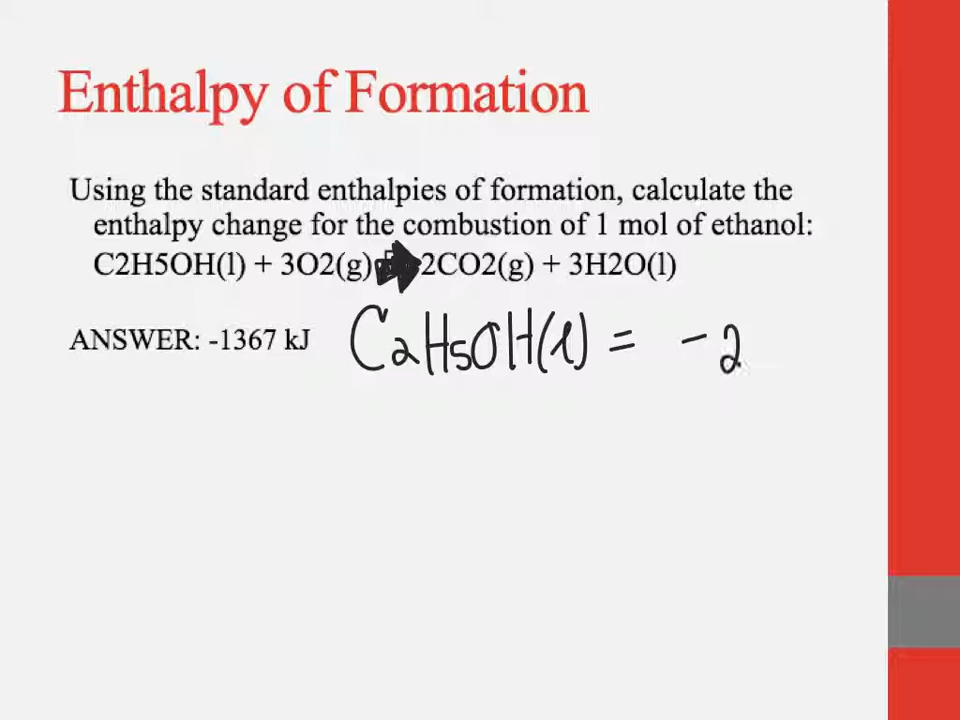 Enthalpy of Formation
Using the standard enthalpies of formation, calculate the
enthalpy change for the combustion of 1 mol of ethanol:
C2H5OH(l) + 3O2(g) 2CO2(g) + 3H2O(l)
ANSWER: -1367 kJ
C2H5OH(l) = -2